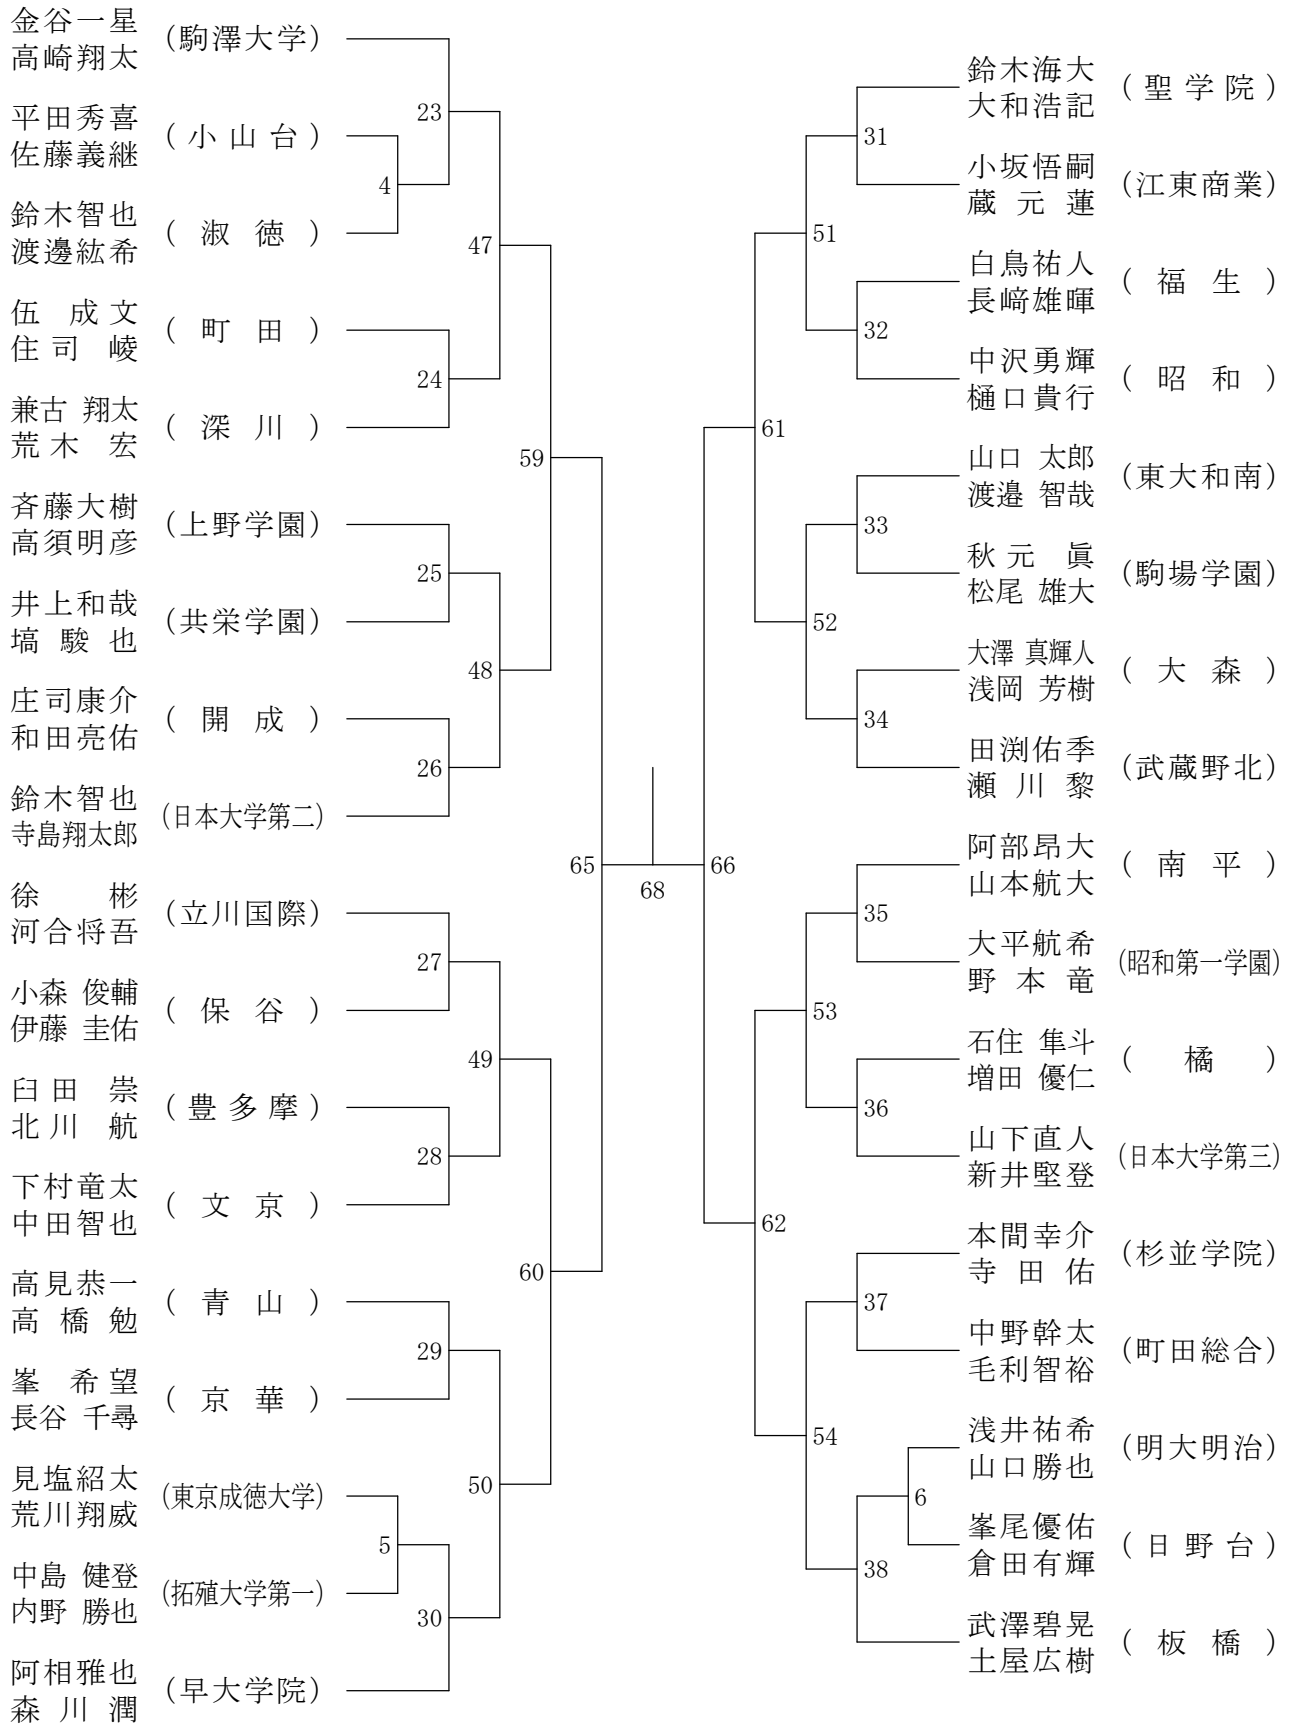 金谷一星
高崎翔太
(駒澤大学)
平田秀喜
佐藤義継
(小山台)
鈴木智也
渡邊紘希
(淑徳)
伍 成文
住司 崚
(町田)
兼古 翔太
荒木 宏
(深川)
斉藤大樹
高須明彦
(上野学園)
井上和哉
塙駿也
(共栄学園)
庄司康介
和田亮佑
(開成)
鈴木智也
寺島翔太郎
(日本大学第二)
徐 彬
河合将吾
(立川国際)
小森 俊輔
伊藤 圭佑
(保谷)
臼田 崇
北川 航
(豊多摩)
下村竜太
中田智也
(文京)
高見恭一
高橋勉
(青山)
峯 希望
長谷 千尋
(京華)
見塩紹太
荒川翔威
(東京成徳大学)
中島 健登
内野 勝也
(拓殖大学第一)
阿相雅也
森川潤
(早大学院)
23
4
47
24
59
25
48
26
65
27
49
28
60
29
50
5
30
68
鈴木海大
大和浩記
(聖学院)
小坂悟嗣
蔵元蓮
(江東商業)
白鳥祐人
長﨑雄暉
(福生)
中沢勇輝
樋口貴行
(昭和)
山口 太郎
渡邉 智哉
(東大和南)
秋元 眞
松尾 雄大
(駒場学園)
大澤 真輝人
浅岡 芳樹
(大森)
田渕佑季
瀬川黎
(武蔵野北)
阿部昂大
山本航大
(南平)
大平航希
野本竜
(昭和第一学園)
石住 隼斗
増田 優仁
(橘)
山下直人
新井堅登
(日本大学第三)
本間幸介
寺田佑
(杉並学院)
中野幹太
毛利智裕
(町田総合)
浅井祐希
山口勝也
(明大明治)
峯尾優佑
倉田有輝
(日野台)
武澤碧晃
土屋広樹
(板橋)
31
51
32
61
33
52
34
66
35
53
36
62
37
54
6
38